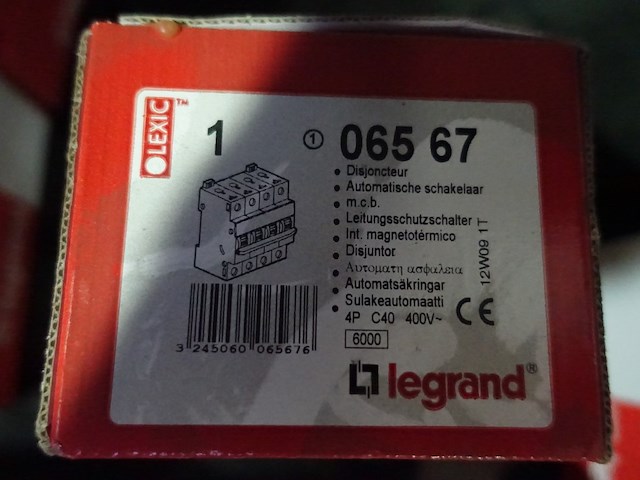 LEXIC™
1
1 065 67
• Disjoncteur
• Automatische schakelaar
• m.c.b.
• Leitungsschutzschalter
• Int. magnetotérmico
• Disjuntor
• Αυτοματη ασφαλεια
• Automatsäkringar
• Sulakeautomaatti
4P C40 400V~
6000
CE
12W09 1T
3 245060 065676
legrand®